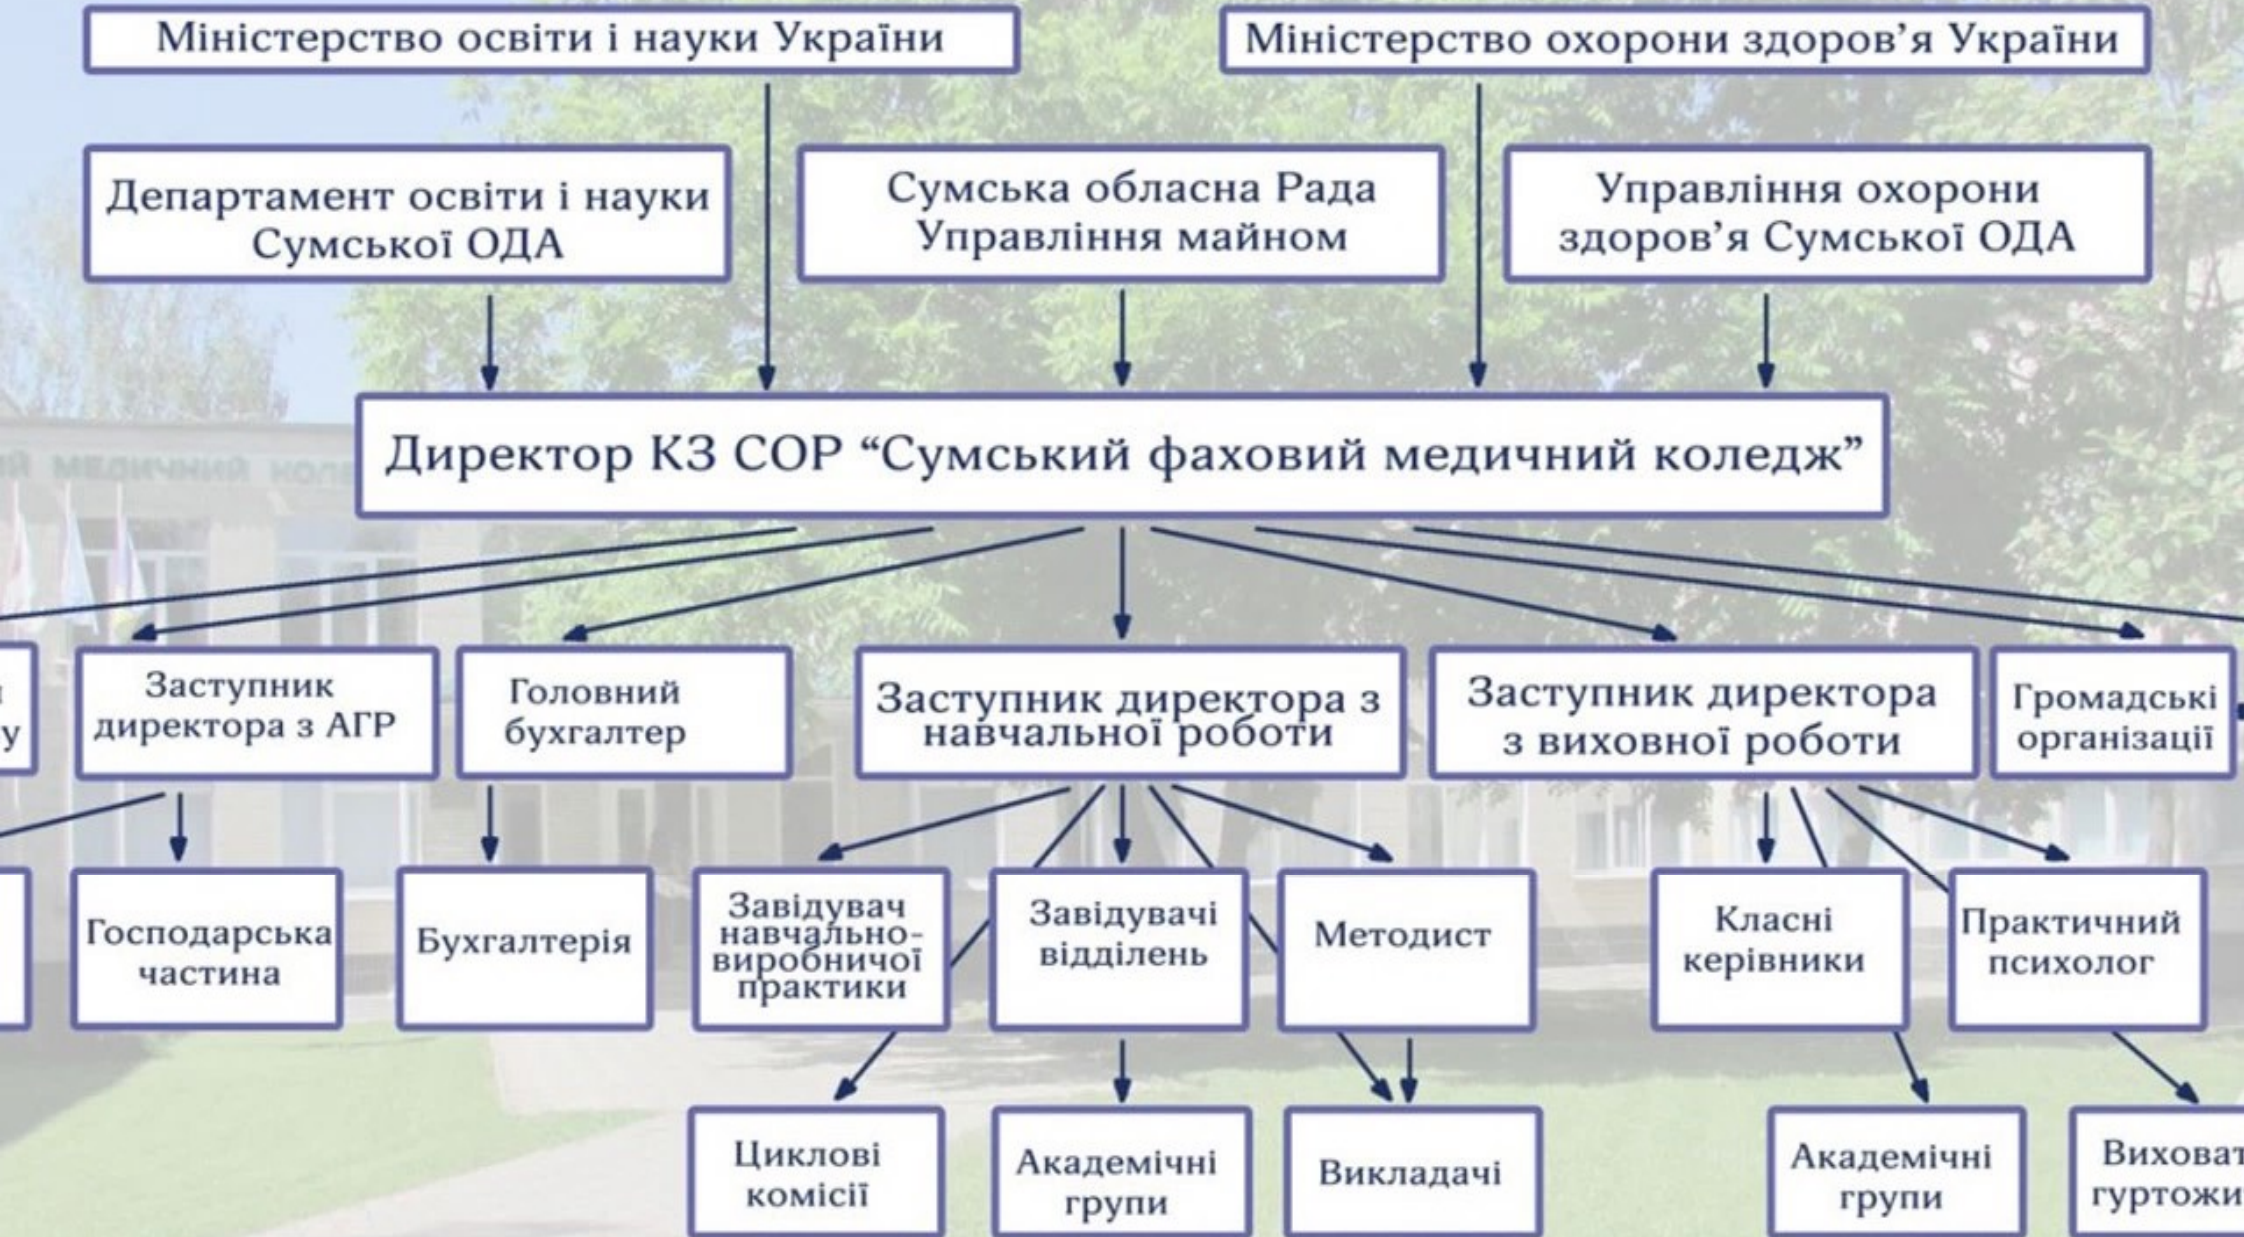 Міністерство освіти і науки України
Міністерство охорони здоров’я України
Департамент освіти і науки
Сумської ОДА
Сумська обласна Рада
Управління майном
Управління охорони
здоров’я Сумської ОДА
Директор КЗ СОР “Сумський фаховий медичний коледж”
МЕДИЧНИЙ
Заступник
директора з АГР
Головний
бухгалтер
Заступник директора з
навчальної роботи
Заступник директора
з виховної роботи
Громадські
організації
Господарська
частина
Бухгалтерія
Завідувач
навчально-
виробничої
практики
Завідувачі
відділень
Методист
Класні
керівники
Практичний
психолог
Циклові
комісії
Академічні
групи
Викладачі
Академічні
групи